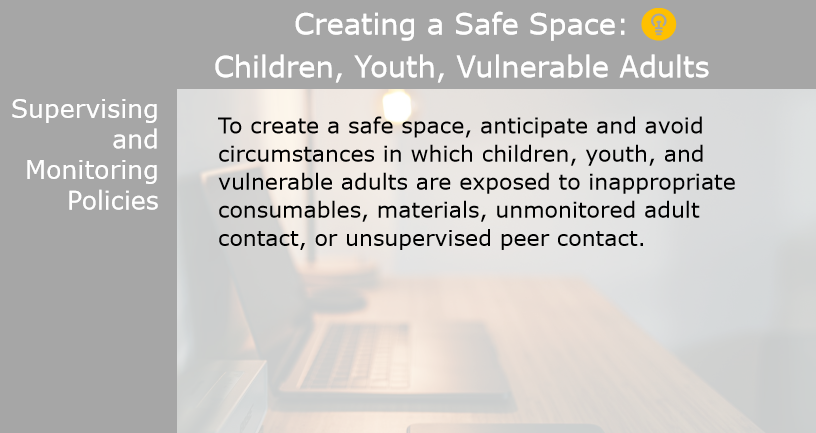 Creating a Safe Space:
Children, Youth, Vulnerable Adults
Supervising
and
Monitoring
Policies
To create a safe space, anticipate and avoid
circumstances in which children, youth, and
vulnerable adults are exposed to inappropriate
consumables, materials, unmonitored adult
contact, or unsupervised peer contact.